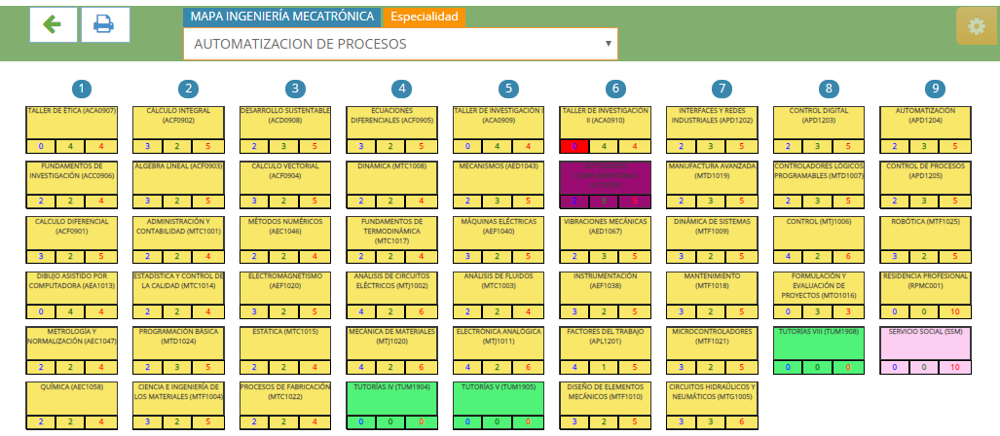 MAPA INGENIERÍA MECATRÓNICA Especialidad
AUTOMATIZACION DE PROCESOS
1 2 3 4 5 6 7 8 9
TALLER DE ÉTICA (ACA0907)
0 4 4
CÁLCULO INTEGRAL
(ACF0902)
3 2 5
DESARROLLO SUSTENTABLE
(ACD0908)
2 3 5
ECUACIONES
DIFERENCIALES (ACF0905)
3 2 5
TALLER DE INVESTIGACIÓN I
(ACA0909)
0 4 4
TALLER DE INVESTIGACIÓN
II (ACA0910)
4 4
INTERFACES Y REDES
INDUSTRIALES (APD1202)
2 3 5
CONTROL DIGITAL
(APD1203)
2 3 5
AUTOMATIZACIÓN
(APD1204)
2 3 5
FUNDAMENTOS DE
INVESTIGACIÓN (ACC0906)
2 2 4
ÁLGEBRA LINEAL (ACF0903)
3 2 5
CÁLCULO VECTORIAL
(ACF0904)
3 2 5
DINÁMICA (MTC1008)
2 2 4
MECANISMOS (AED1043)
2 3 5
2 3 5
MANUFACTURA AVANZADA
(MTD1019)
2 3 5
CONTROLADORES LÓGICOS
PROGRAMABLES (MTD1007)
2 3 5
CONTROL DE PROCESOS
(APD1205)
2 3 5
CALCULO DIFERENCIAL
(ACF0901)
3 2 5
ADMINISTRACIÓN Y
CONTABILIDAD (MTC1001)
2 2 4
MÉTODOS NUMÉRICOS
(AEC1046)
2 2 4
FUNDAMENTOS DE
TERMODINÁMICA
(MTC1017)
2 2 4
MÁQUINAS ELÉCTRICAS
(AEF1040)
3 2 5
VIBRACIONES MECÁNICAS
(AED1067)
2 3 5
DINÁMICA DE SISTEMAS
(MTF1009)
3 2 5
CONTROL (MTJ1006)
4 2 6
ROBÓTICA (MTF1025)
3 2 5
DIBUJO ASISTIDO POR
COMPUTADORA (AEA1013)
0 4 4
ESTADÍSTICA Y CONTROL DE
LA CALIDAD (MTC1014)
2 2 4
ELECTROMAGNETISMO
(AEF1020)
3 2 5
ANÁLISIS DE CIRCUITOS
ELÉCTRICOS (MTJ1002)
4 2 6
ANÁLISIS DE FLUIDOS
(MTC1003)
2 2 4
INSTRUMENTACIÓN
(AEF1038)
3 2 5
MANTENIMIENTO
(MTF1018)
3 2 5
FORMULACIÓN Y
EVALUACIÓN DE
PROYECTOS (MTO1016)
0 3 3
RESIDENCIA PROFESIONAL
(RPMC001)
0 0 10
METROLOGÍA Y
NORMALIZACIÓN (AEC1047)
2 2 4
PROGRAMACIÓN BÁSICA
(MTD1024)
2 3 5
ESTÁTICA (MTC1015)
2 2 4
MECÁNICA DE MATERIALES
(MTJ1020)
4 2 6
ELECTRÓNICA ANALÓGICA
(MTJ1011)
4 2 6
FACTORES DEL TRABAJO
(APL1201)
4 1 5
MICROCONTROLADORES
(MTF1021)
3 2 5
TUTORÍAS VIII (TUM1908)
0 0 0
SERVICIO SOCIAL (SSM)
0 0 10
QUÍMICA (AEC1058)
2 2 4
CIENCIA E INGENIERÍA DE
LOS MATERIALES (MTF1004)
3 2 5
PROCESOS DE FABRICACIÓN
(MTC1022)
2 2 4
TUTORÍAS IV (TUM1904)
0 0 0
TUTORÍAS V (TUM1905)
0 0 0
DISEÑO DE ELEMENTOS
MECÁNICOS (MTF1010)
3 2 5
CIRCUITOS HIDRAÚLICOS Y
NEUMÁTICOS (MTG1005)
3 3 6